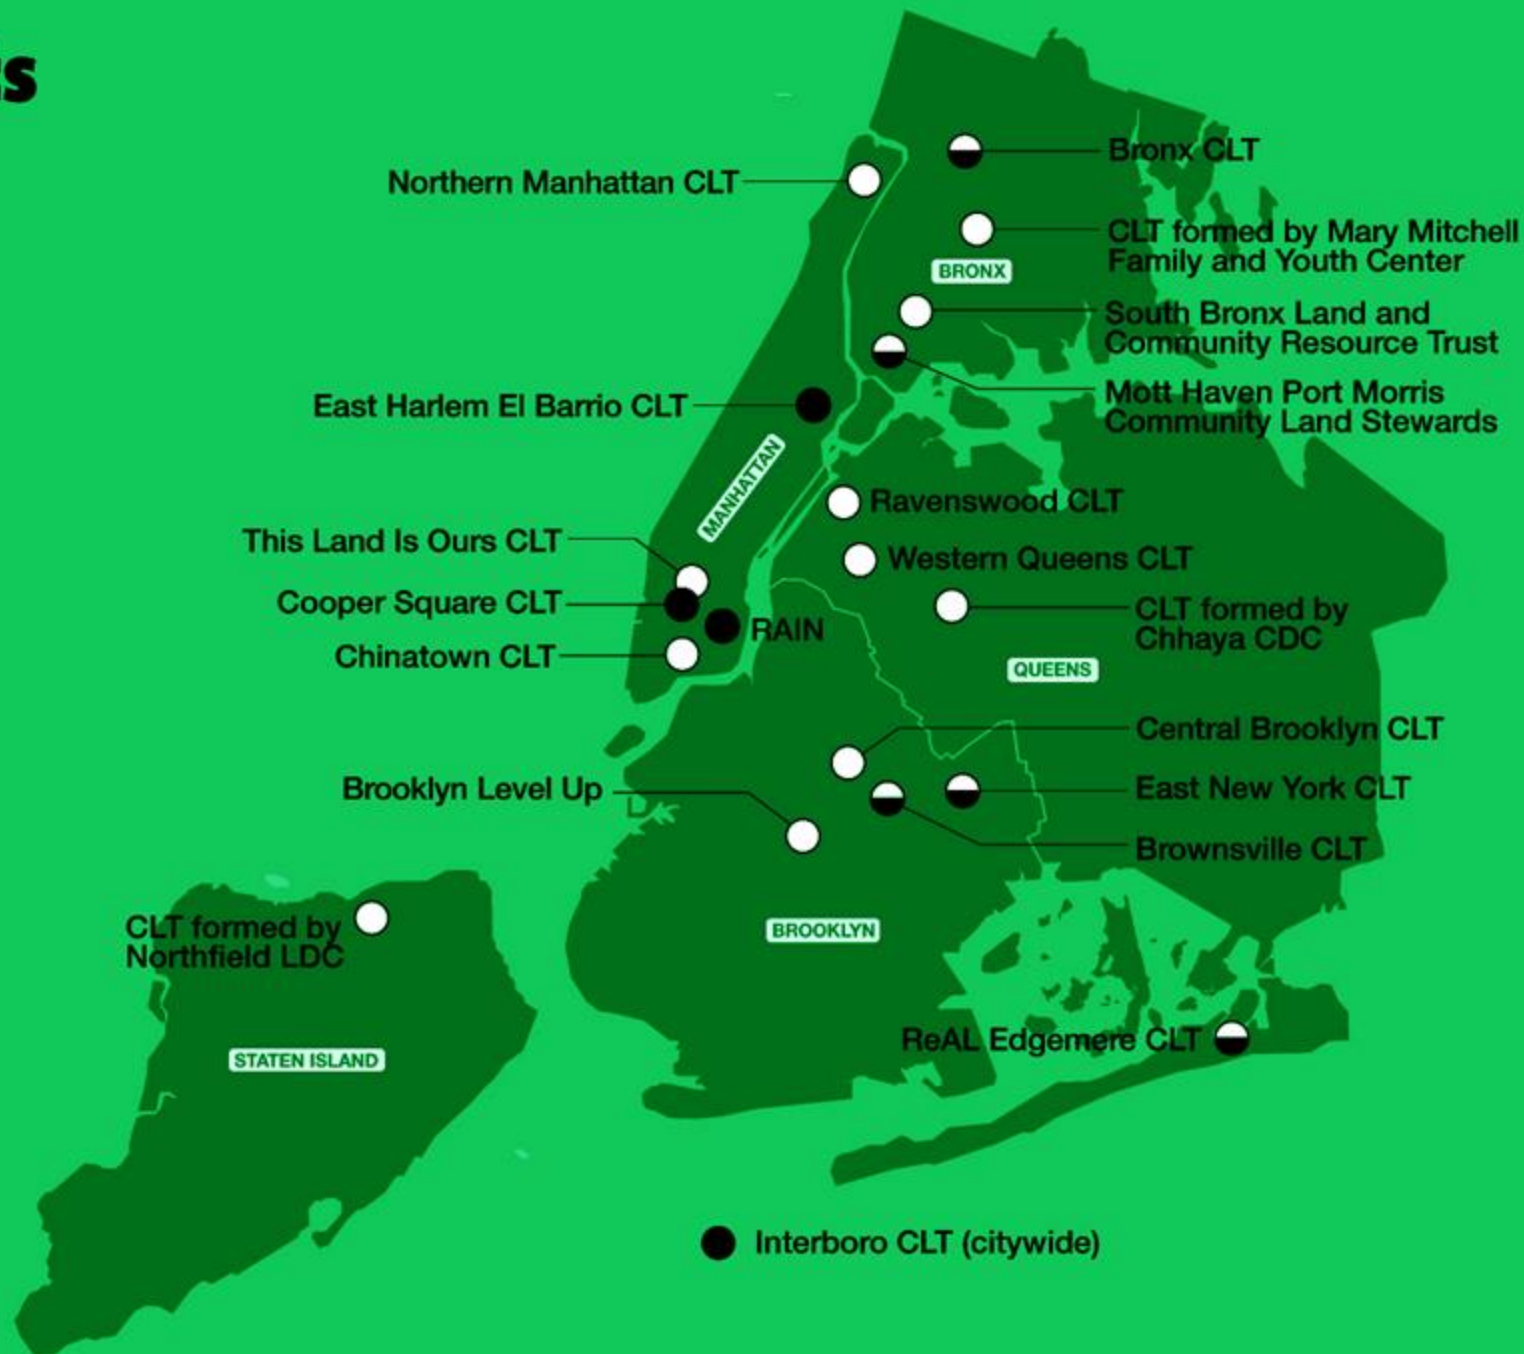 Northern Manhattan CLT
Bronx CLT
CLT formed by Mary Mitchell
Family and Youth Center
BRONX
South Bronx Land and
Community Resource Trust
Mott Haven Port Morris
Community Land Stewards
East Harlem El Barrio CLT
MANHATTAN
Ravenswood CLT
This Land Is Ours CLT
Western Queens CLT
Cooper Square CLT
CLT formed by
Chhaya CDC
RAIN
Chinatown CLT
QUEENS
Central Brooklyn CLT
Brooklyn Level Up
East New York CLT
Brownsville CLT
CLT formed by
Northfield LDC
BROOKLYN
ReAL Edgemere CLT
STATEN ISLAND
Interboro CLT (citywide)